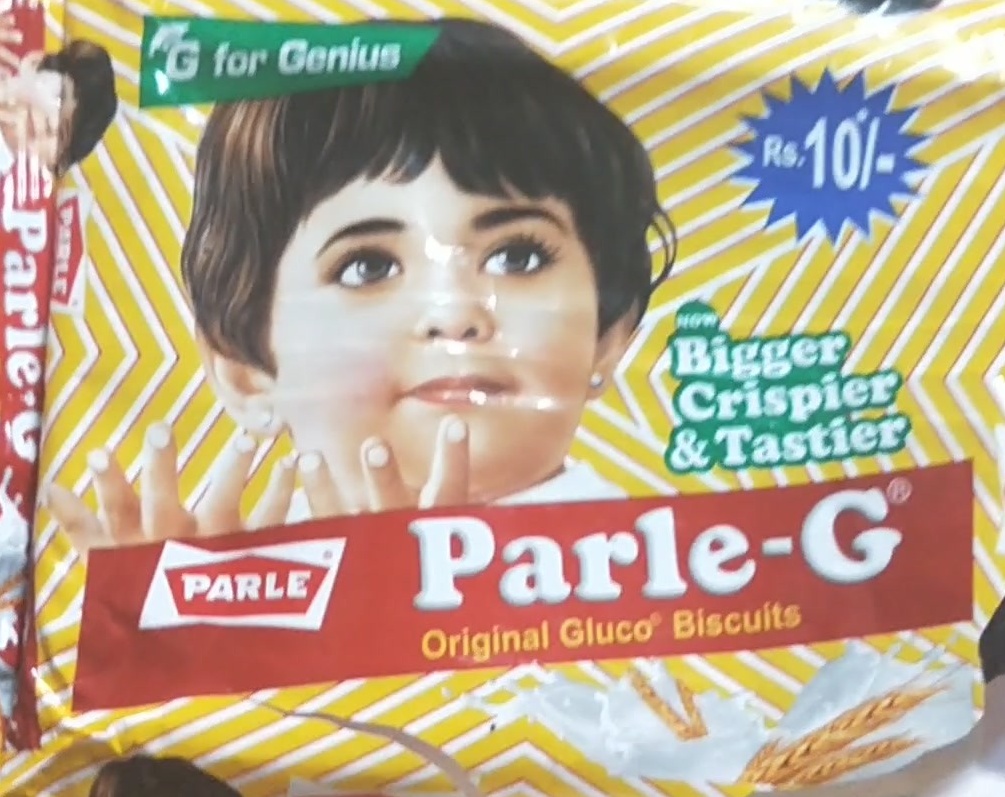 G for Genius
Rs. 10/-
NOW
Bigger
Crispier
& Tastier
Parle-G®
PARLE
Original Gluco® Biscuits
Parle-G
PARLE